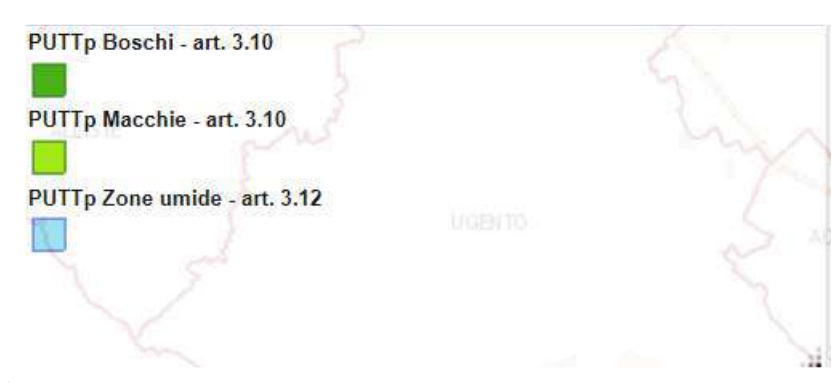 PUTTp Boschi - art. 3.10
PUTTp Macchie - art. 3.10
PUTTp Zone umide - art. 3.12
UGENTO